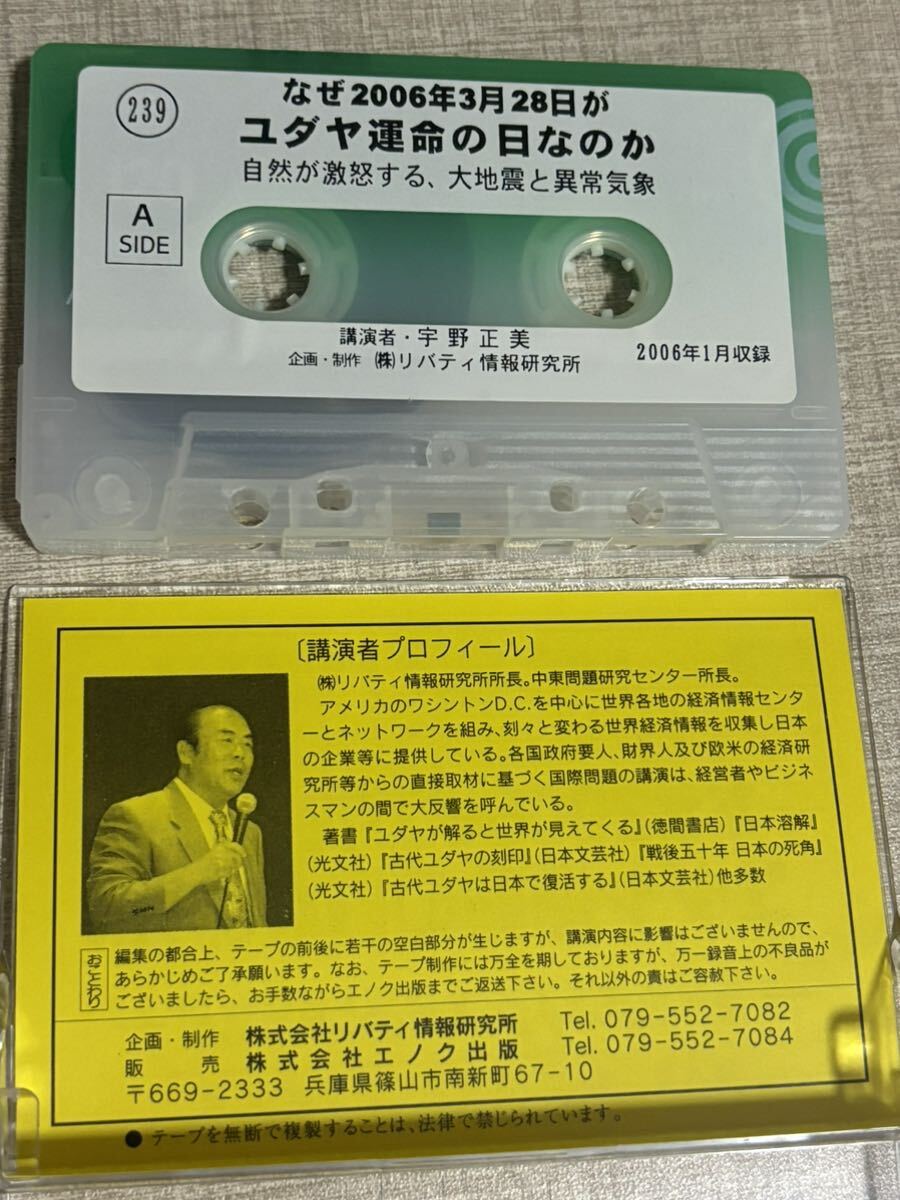 239
なぜ2006年3月28日が
ユダヤ運命の日なのか
自然が激怒する、大地震と異常気象
A
SIDE
講演者・宇野正美
企画・制作 ㈱リバティ情報研究所
2006年1月収録
〔講演者プロフィール〕
㈱リバティ情報研究所所長。中東問題研究センター所長。
アメリカのワシントンD.C.を中心に世界各地の経済情報センタ
ーとネットワークを組み、刻々と変わる世界経済情報を収集し日本
の企業等に提供している。各国政府要人、財界人及び欧米の経済研
究所等からの直接取材に基づく国際問題の講演は、経営者やビジネ
スマンの間で大反響を呼んでいる。
著書『ユダヤが解ると世界が見えてくる』(徳間書店)『日本溶解』
(光文社)『古代ユダヤの刻印』(日本文芸社)『戦後五十年 日本の死角』
(光文社)『古代ユダヤは日本で復活する』(日本文芸社)他多数
おことわり
編集の都合上、テープの前後に若干の空白部分が生じますが、講演内容に影響はございませんので、
あらかじめご了承願います。なお、テープ制作には万全を期しておりますが、万一録音上の不良品が
ございましたら、お手数ながらエノク出版までご返送下さい。それ以外の責はご容赦下さい。
企画・制作 株式会社リバティ情報研究所 Tel. 079-552-7082
販売 株式会社エノク出版 Tel. 079-552-7084
〒669-2333 兵庫県篠山市南新町67-10
● テープを無断で複製することは、法律で禁じられています。